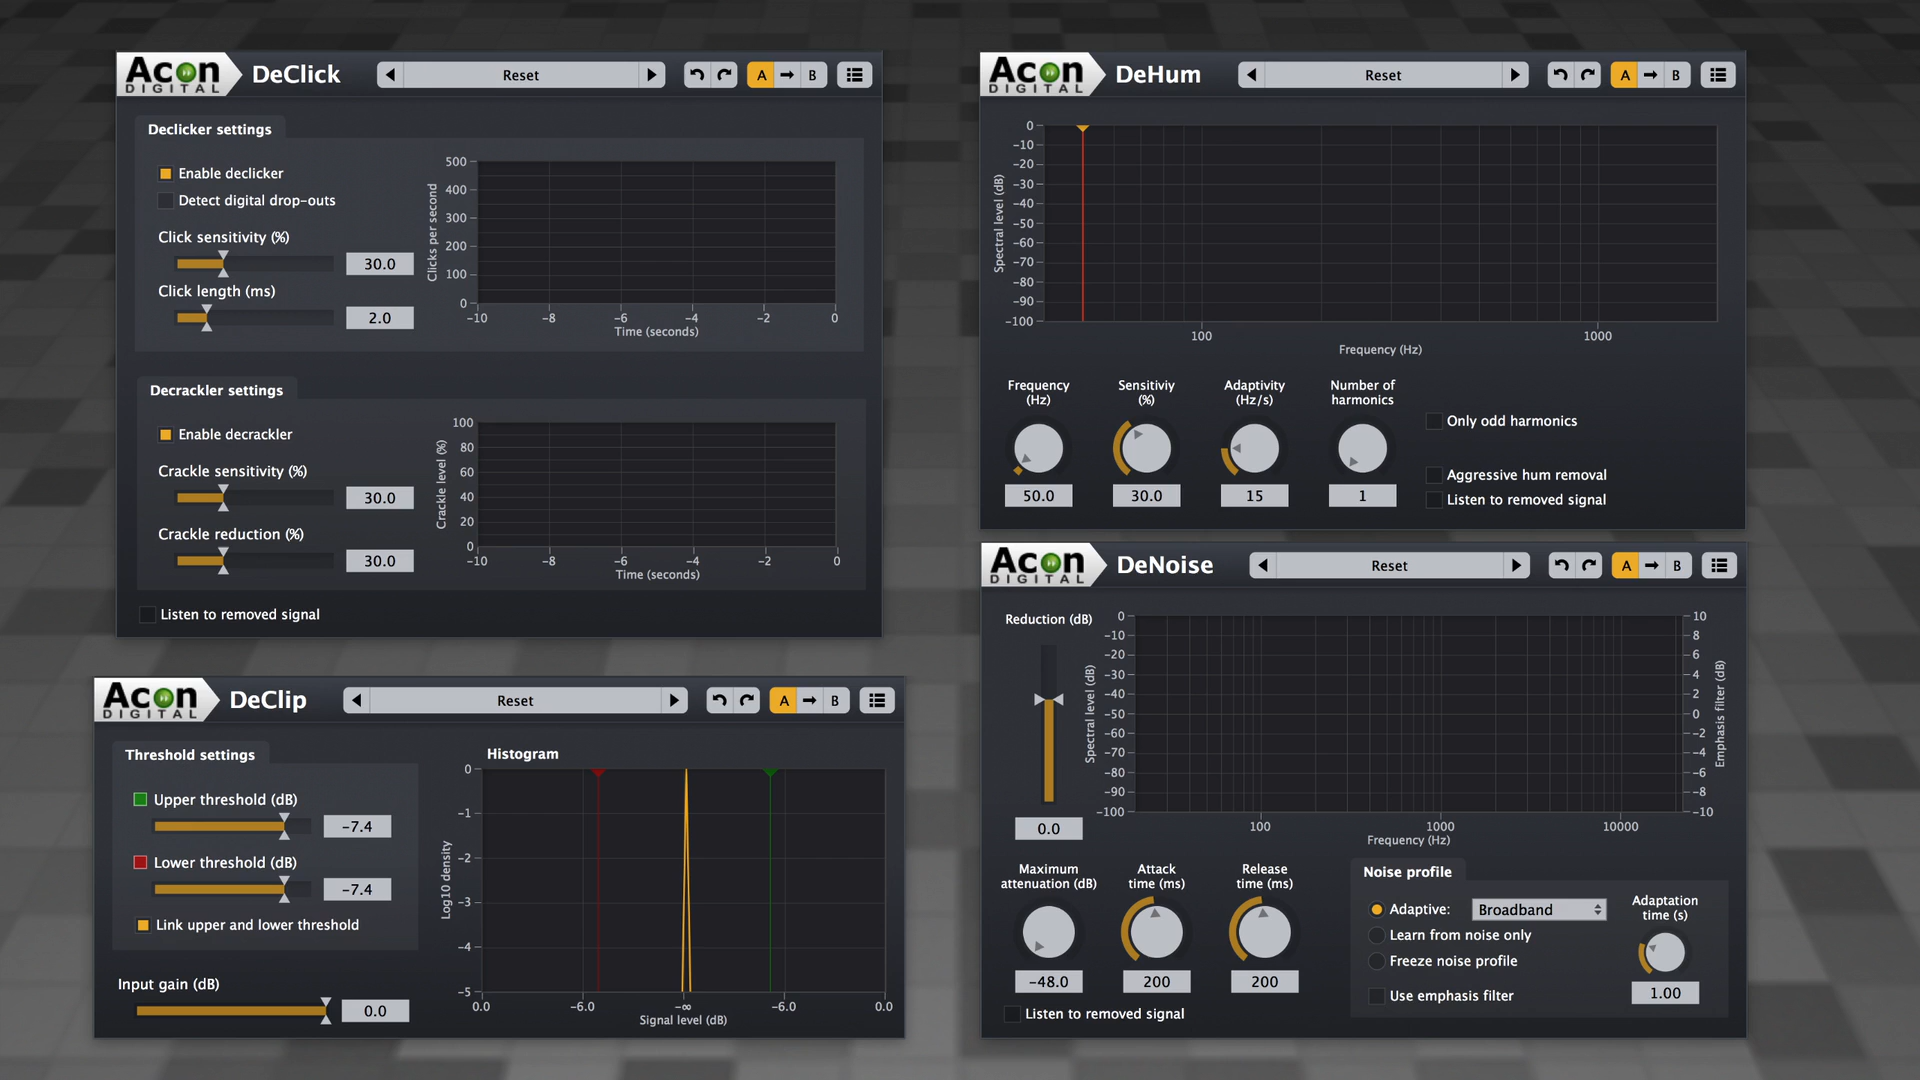 Acon DIGITAL DeClick
Reset
A → B
Declicker settings
Enable declicker
Detect digital drop-outs
Click sensitivity (%)
30.0
Click length (ms)
2.0
Clicks per second
500
400
300
200
100
0
-10 -8 -6 -4 -2 0
Time (seconds)
Decrackler settings
Enable decrackler
Crackle sensitivity (%)
30.0
Crackle reduction (%)
30.0
Crackle level (%)
100
80
60
40
20
0
-10 -8 -6 -4 -2 0
Time (seconds)
Listen to removed signal
Acon DIGITAL DeHum
Reset
A → B
Spectral level (dB)
0
-10
-20
-30
-40
-50
-60
-70
-80
-90
-100
100 1000
Frequency (Hz)
Frequency (Hz)
50.0
Sensitiviy (%)
30.0
Adaptivity (Hz/s)
15
Number of harmonics
1
Only odd harmonics
Aggressive hum removal
Listen to removed signal
Acon DIGITAL DeClip
Reset
A → B
Threshold settings
Upper threshold (dB)
-7.4
Lower threshold (dB)
-7.4
Link upper and lower threshold
Input gain (dB)
0.0
Histogram
Log10 density
0
-1
-2
-3
-4
-5
0.0 -6.0 -∞ -6.0 0.0
Signal level (dB)
Acon DIGITAL DeNoise
Reset
A → B
Reduction (dB)
0.0
Spectral level (dB)
0
-10
-20
-30
-40
-50
-60
-70
-80
-90
-100
100 1000 10000
Frequency (Hz)
10
8
6
4
2
0
-2
-4
-6
-8
-10
Emphasis filter (dB)
Maximum attenuation (dB)
-48.0
Attack time (ms)
200
Release time (ms)
200
Listen to removed signal
Noise profile
Adaptive: Broadband
Learn from noise only
Freeze noise profile
Use emphasis filter
Adaptation time (s)
1.00